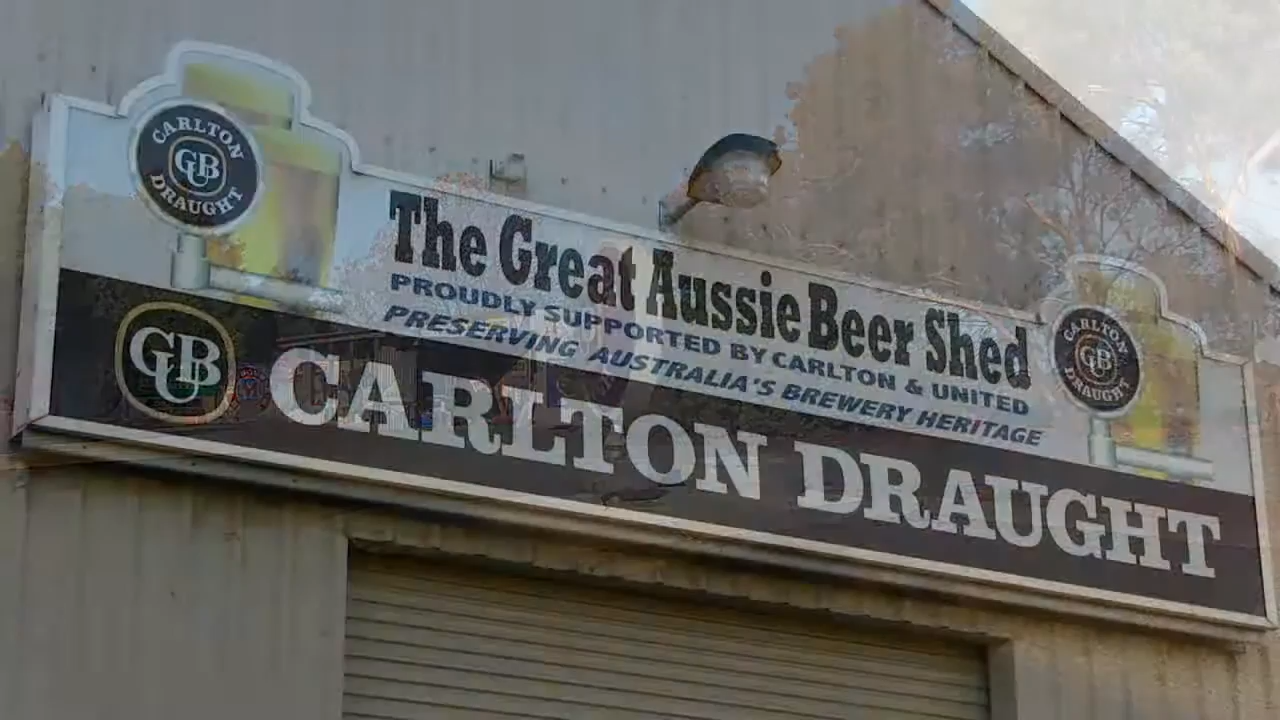 CARLTON
CUB
DRAUGHT
The Great Aussie Beer Shed
PROUDLY SUPPORTED BY CARLTON & UNITED
PRESERVING AUSTRALIA'S BREWERY HERITAGE
CARLTON
CUB
DRAUGHT
CUB
CARLTON DRAUGHT